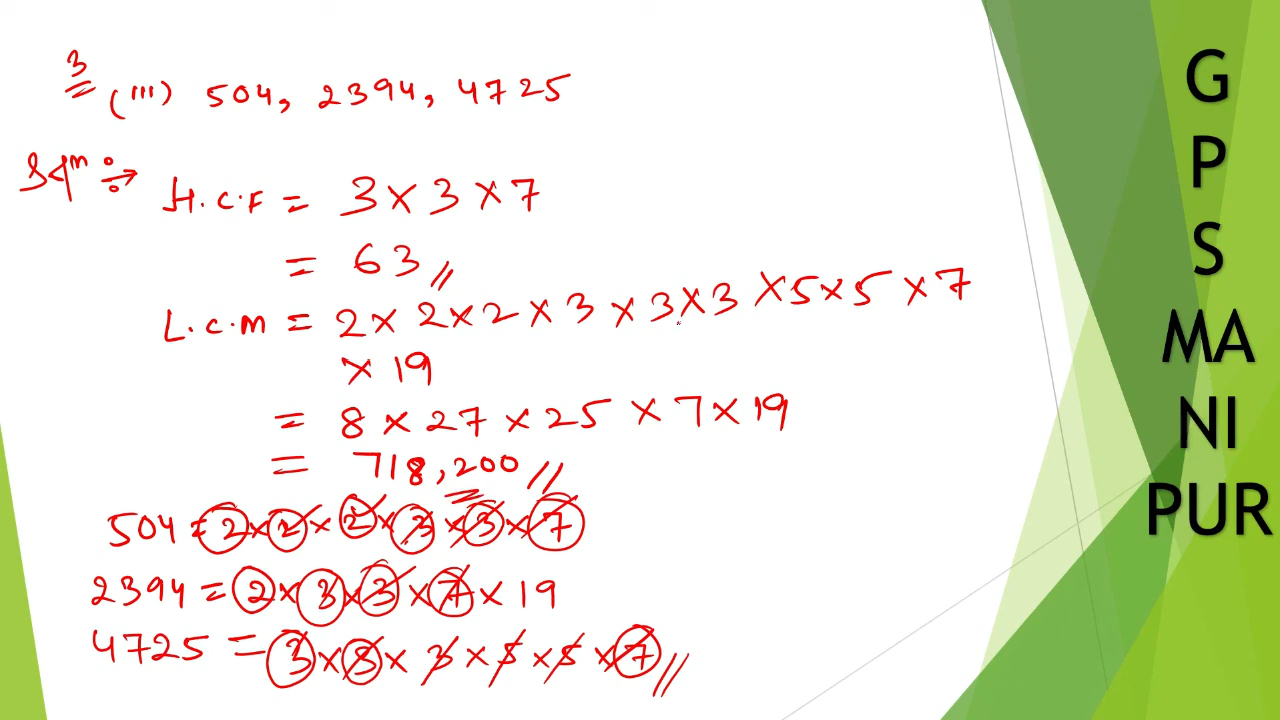 3
(iii) 504, 2394, 4725
Solⁿ ÷→
H.C.F = 3 × 3 × 7
= 63 //
L.C.M = 2 × 2 × 2 × 3 × 3 × 3 × 5 × 5 × 7
× 19
= 8 × 27 × 25 × 7 × 19
= 718,200 //
504 = 2 × 2 × 2 × 3 × 3 × 7
2394 = 2 × 3 × 3 × 7 × 19
4725 = 3 × 3 × 3 × 5 × 5 × 7 //
G
P
S
MA
NI
PUR